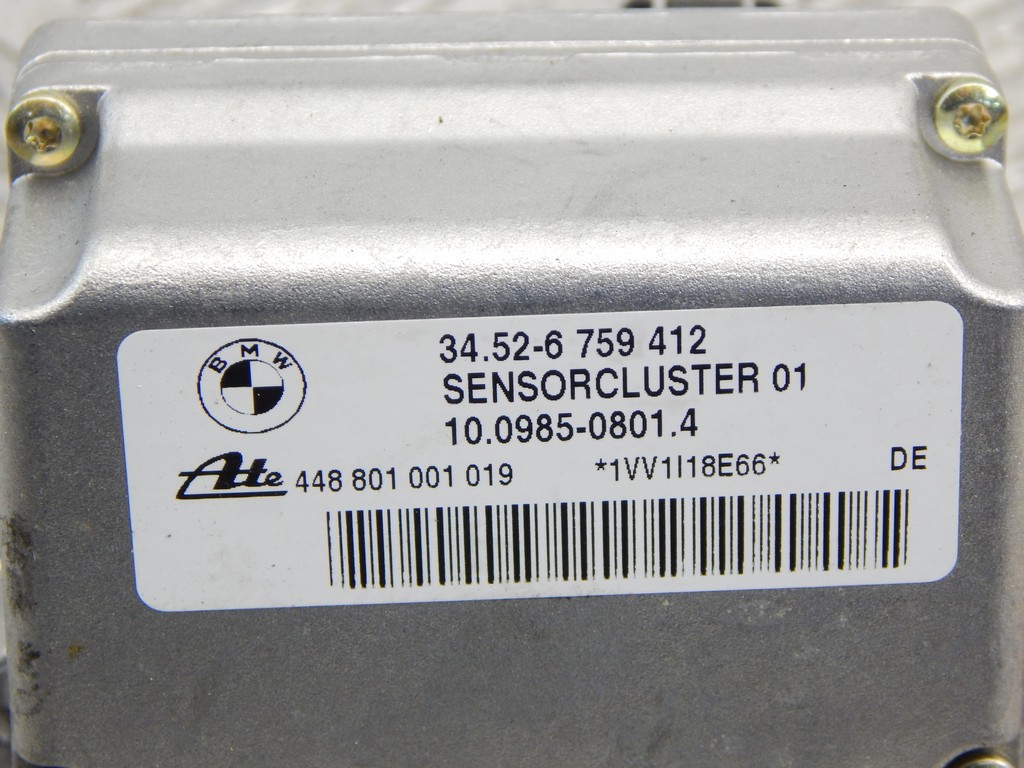 BMW
34.52-6 759 412
SENSORCLUSTER 01
10.0985-0801.4
Ate 448 801 001 019 *1VV1I18E66* DE